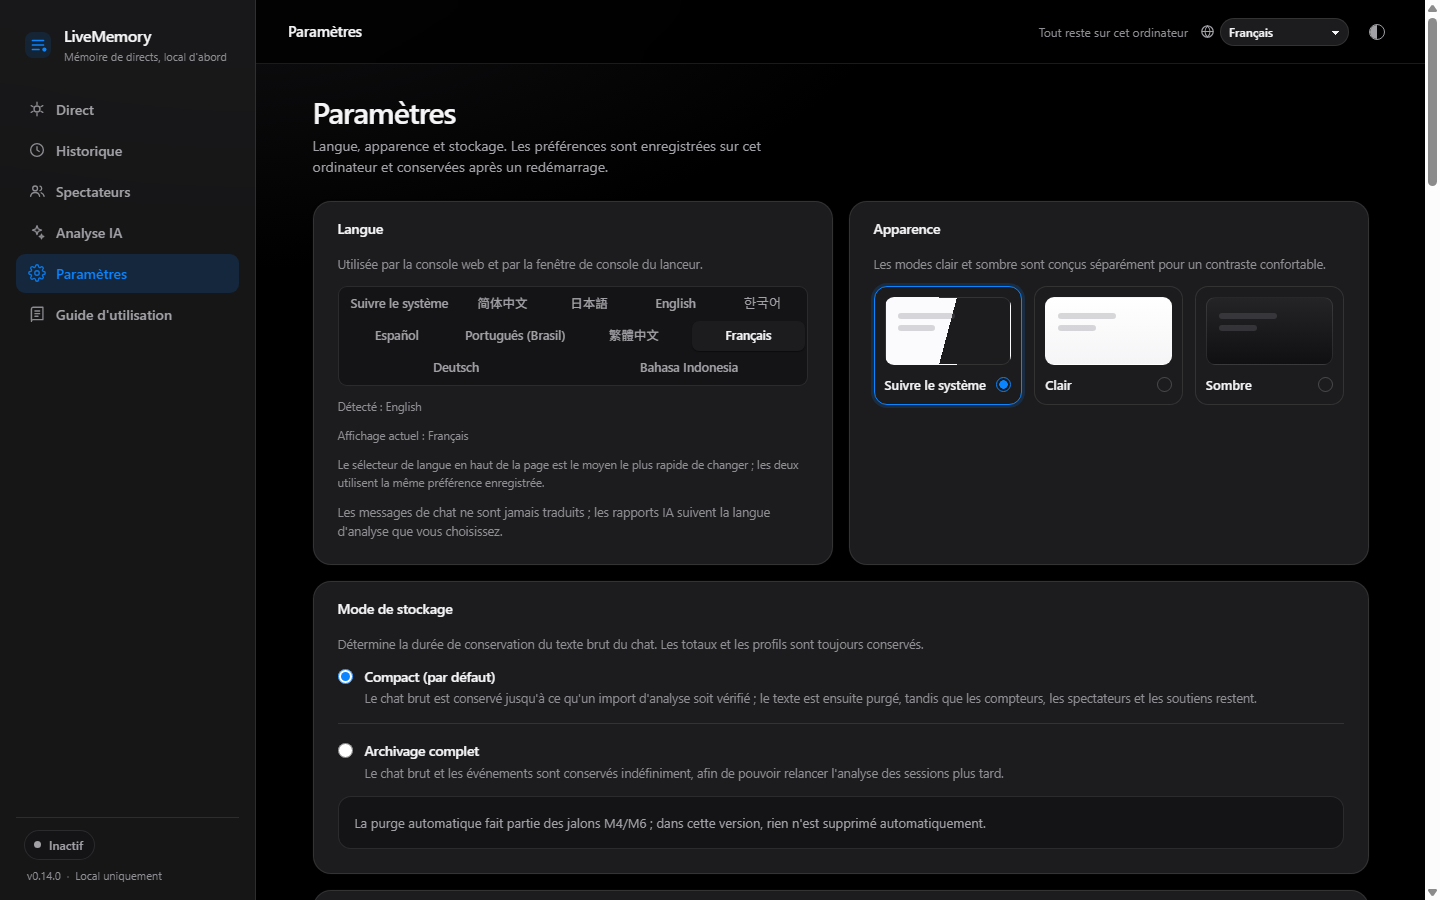 LiveMemory
Mémoire de directs, local d'abord
Direct
Historique
Spectateurs
Analyse IA
Paramètres
Guide d'utilisation
Inactif
v0.14.0 · Local uniquement
Paramètres
Tout reste sur cet ordinateur
Français
Paramètres
Langue, apparence et stockage. Les préférences sont enregistrées sur cet
ordinateur et conservées après un redémarrage.
Langue
Utilisée par la console web et par la fenêtre de console du lanceur.
Suivre le système 简体中文 日本語 English 한국어
Español Português (Brasil) 繁體中文 Français
Deutsch Bahasa Indonesia
Détecté : English
Affichage actuel : Français
Le sélecteur de langue en haut de la page est le moyen le plus rapide de changer ; les deux
utilisent la même préférence enregistrée.
Les messages de chat ne sont jamais traduits ; les rapports IA suivent la langue
d'analyse que vous choisissez.
Apparence
Les modes clair et sombre sont conçus séparément pour un contraste confortable.
Suivre le système
Clair
Sombre
Mode de stockage
Détermine la durée de conservation du texte brut du chat. Les totaux et les profils sont toujours conservés.
Compact (par défaut)
Le chat brut est conservé jusqu'à ce qu'un import d'analyse soit vérifié ; le texte est ensuite purgé, tandis que les compteurs, les spectateurs et les soutiens restent.
Archivage complet
Le chat brut et les événements sont conservés indéfiniment, afin de pouvoir relancer l'analyse des sessions plus tard.
La purge automatique fait partie des jalons M4/M6 ; dans cette version, rien n'est supprimé automatiquement.